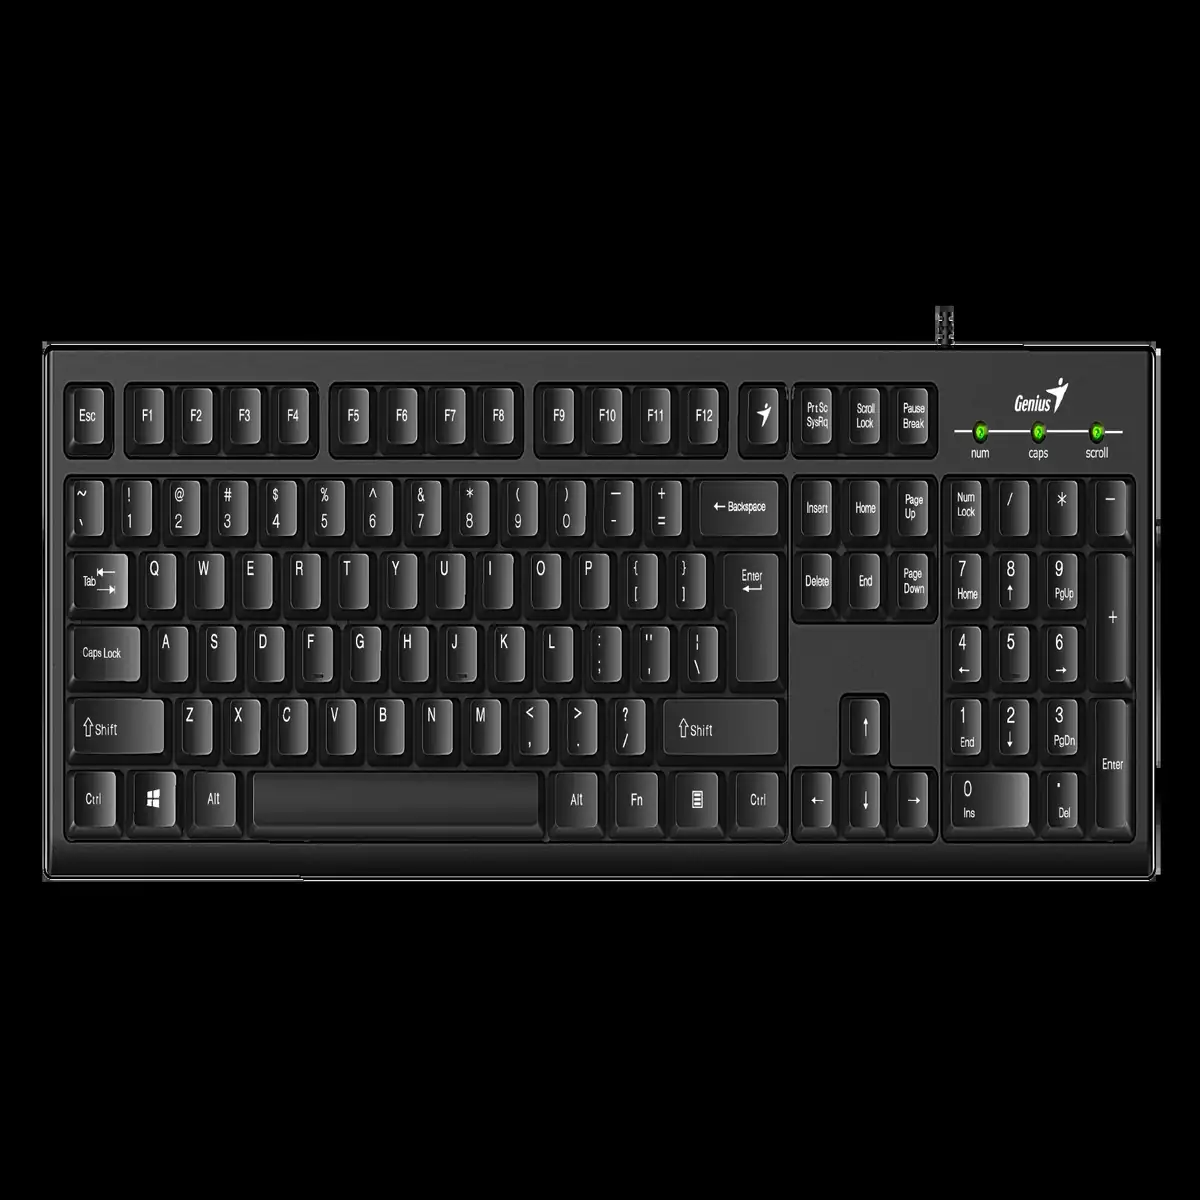 Genius
num caps scroll
Esc F1 F2 F3 F4 F5 F6 F7 F8 F9 F10 F11 F12
Prt Sc
SysRq
Scroll
Lock
Pause
Break
~ ! @ # $ % ^ & * ( ) — +
` 1 2 3 4 5 6 7 8 9 0 - = ← Backspace
Insert Home
Page
Up
Num
Lock
/ * −
Tab Q W E R T Y U I O P { }
[ ]
Enter
Delete End
Page
Down
7 8 9
Home ↑ PgUp
+
Caps Lock A S D F G H J K L : " ¦
; , \
4 5 6
← →
⇧Shift Z X C V B N M < > ?
, . /
⇧Shift
↑
1 2 3
End ↓ PgDn
Enter
Ctrl Alt Alt Fn Ctrl
← ↓ →
0 .
Ins Del